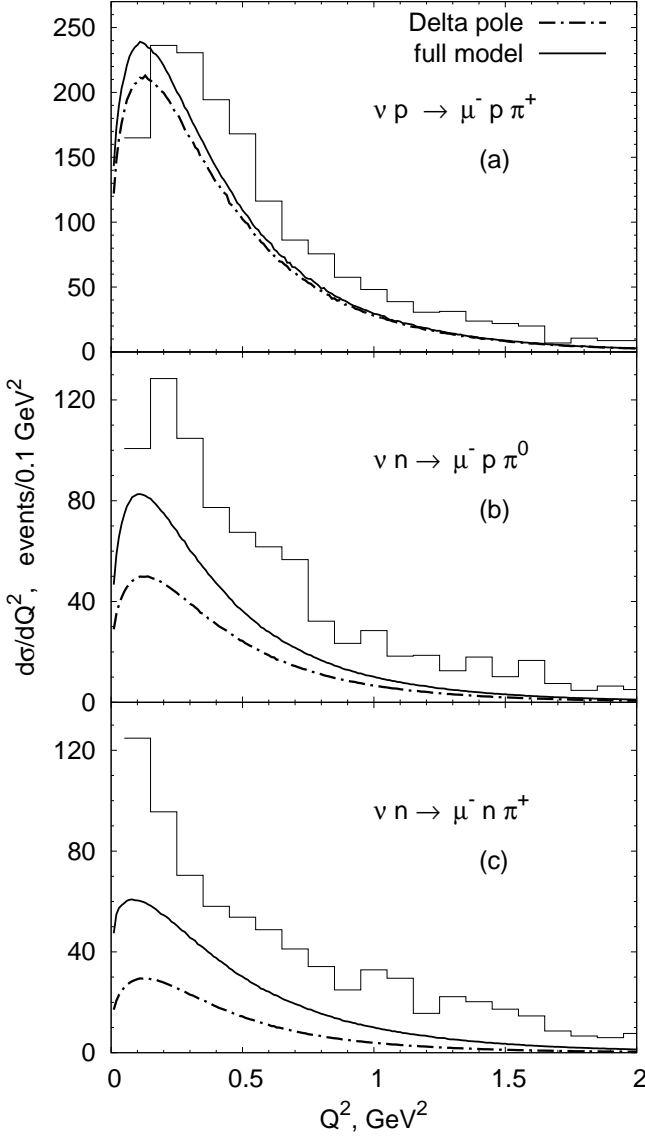 Delta pole
full model
250
200
150
100
50
0
ν p → μ⁻ p π⁺
(a)
120
80
40
0
ν n → μ⁻ p π⁰
(b)
dσ/dQ², events/0.1 GeV²
120
80
40
0
ν n → μ⁻ n π⁺
(c)
0 0.5 1 1.5 2
Q², GeV²